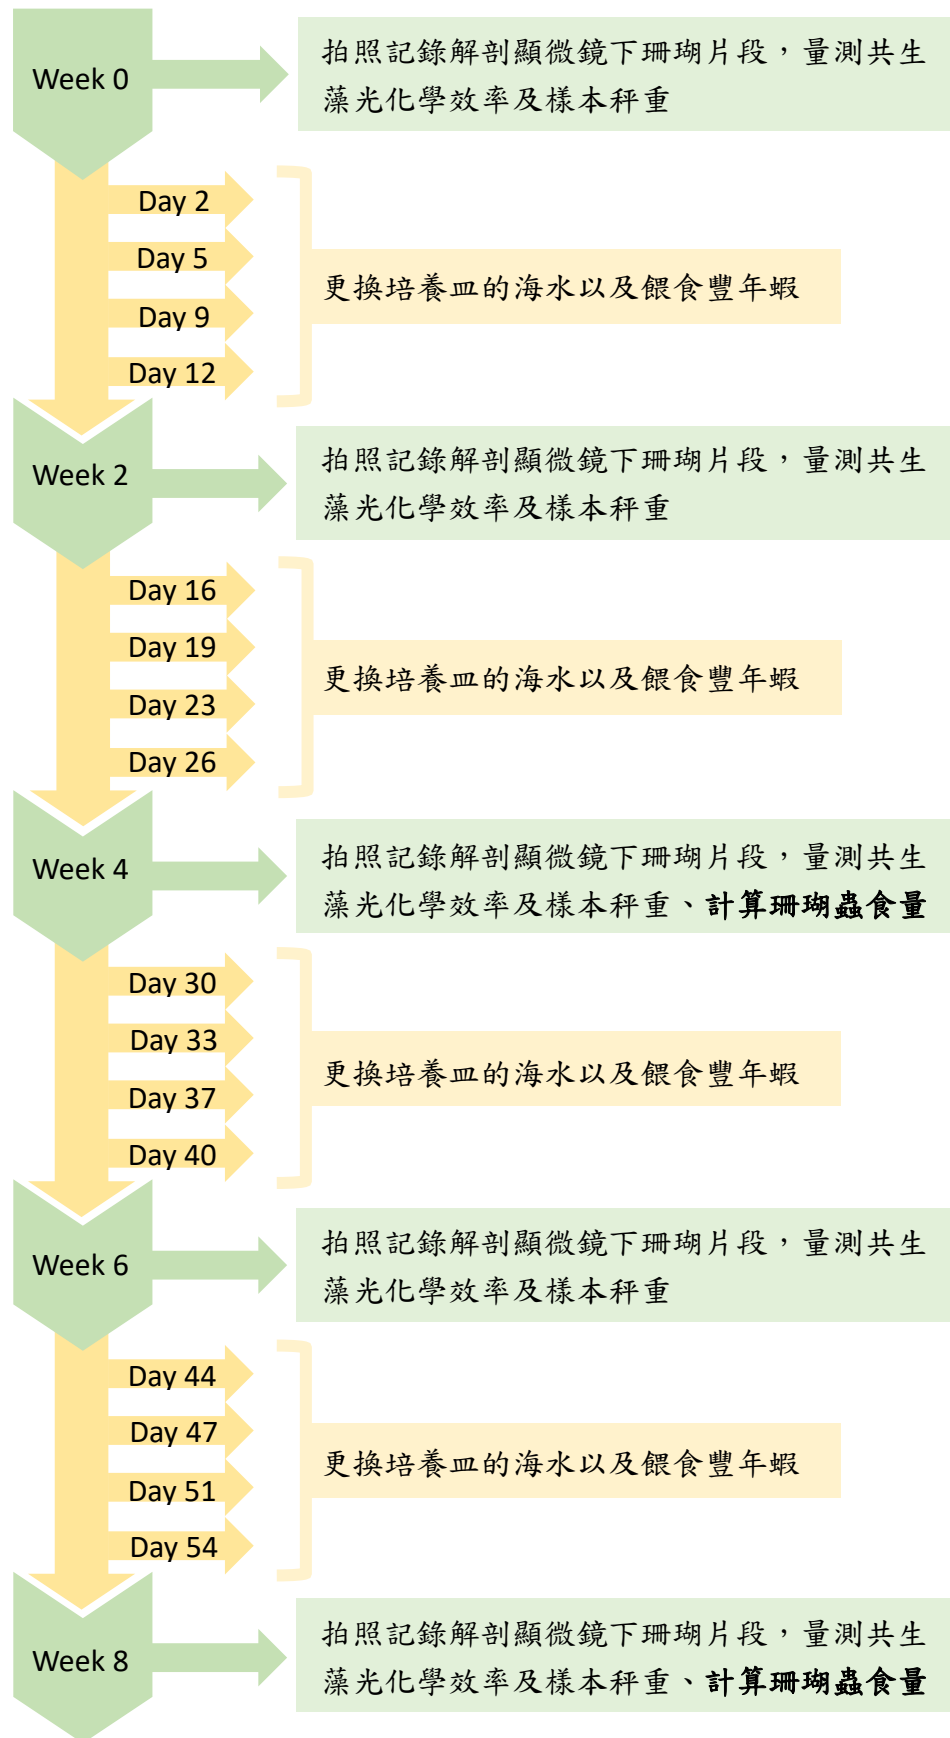 Week 0
拍照記錄解剖顯微鏡下珊瑚片段，量測共生
藻光化學效率及樣本秤重
Day 2
Day 5
Day 9
Day 12
更換培養皿的海水以及餵食豐年蝦
Week 2
拍照記錄解剖顯微鏡下珊瑚片段，量測共生
藻光化學效率及樣本秤重
Day 16
Day 19
Day 23
Day 26
更換培養皿的海水以及餵食豐年蝦
Week 4
拍照記錄解剖顯微鏡下珊瑚片段，量測共生
藻光化學效率及樣本秤重、計算珊瑚蟲食量
Day 30
Day 33
Day 37
Day 40
更換培養皿的海水以及餵食豐年蝦
Week 6
拍照記錄解剖顯微鏡下珊瑚片段，量測共生
藻光化學效率及樣本秤重
Day 44
Day 47
Day 51
Day 54
更換培養皿的海水以及餵食豐年蝦
Week 8
拍照記錄解剖顯微鏡下珊瑚片段，量測共生
藻光化學效率及樣本秤重、計算珊瑚蟲食量